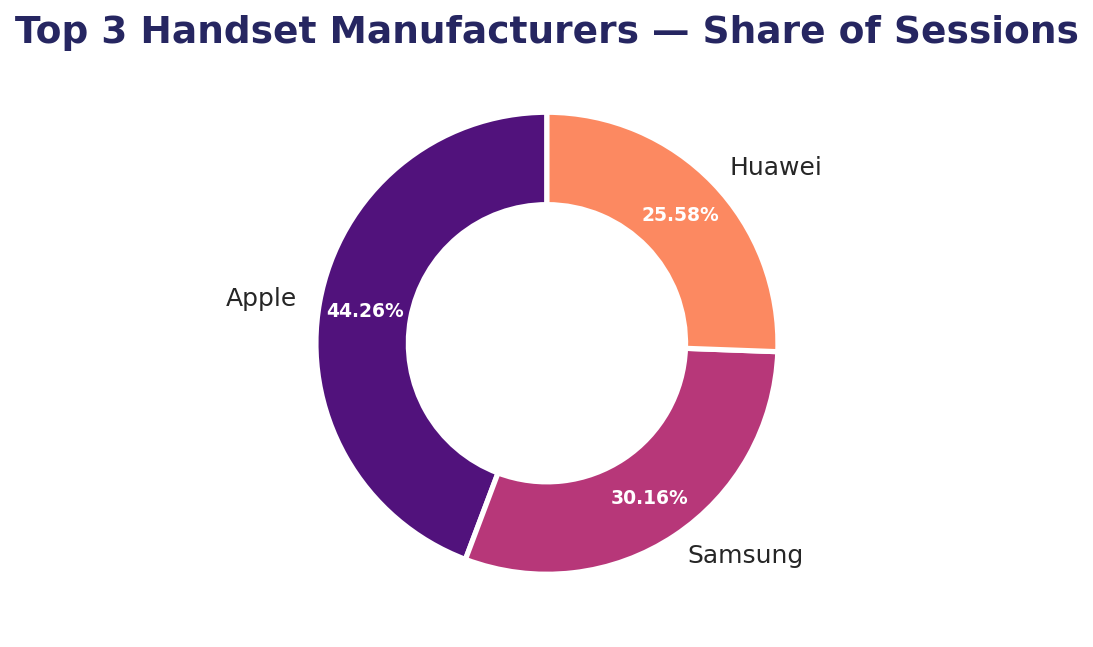 Top 3 Handset Manufacturers — Share of Sessions
Huawei
25.58%
Apple
44.26%
30.16%
Samsung